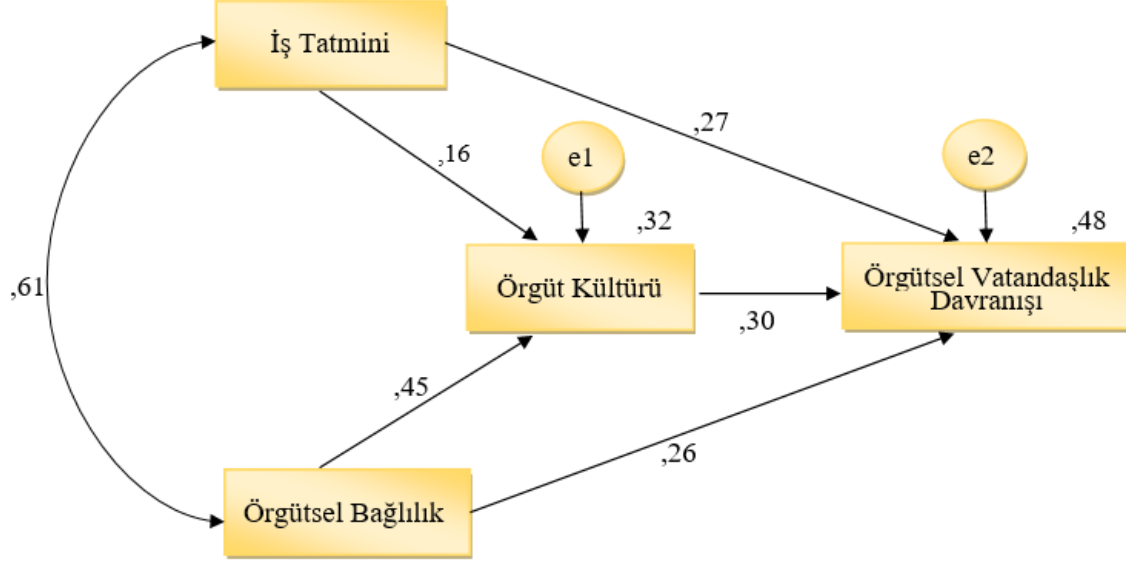 İş Tatmini
,27
,16
e1
e2
,32
,48
Örgüt Kültürü
Örgütsel Vatandaşlık
Davranışı
,61
,30
,45
,26
Örgütsel Bağlılık